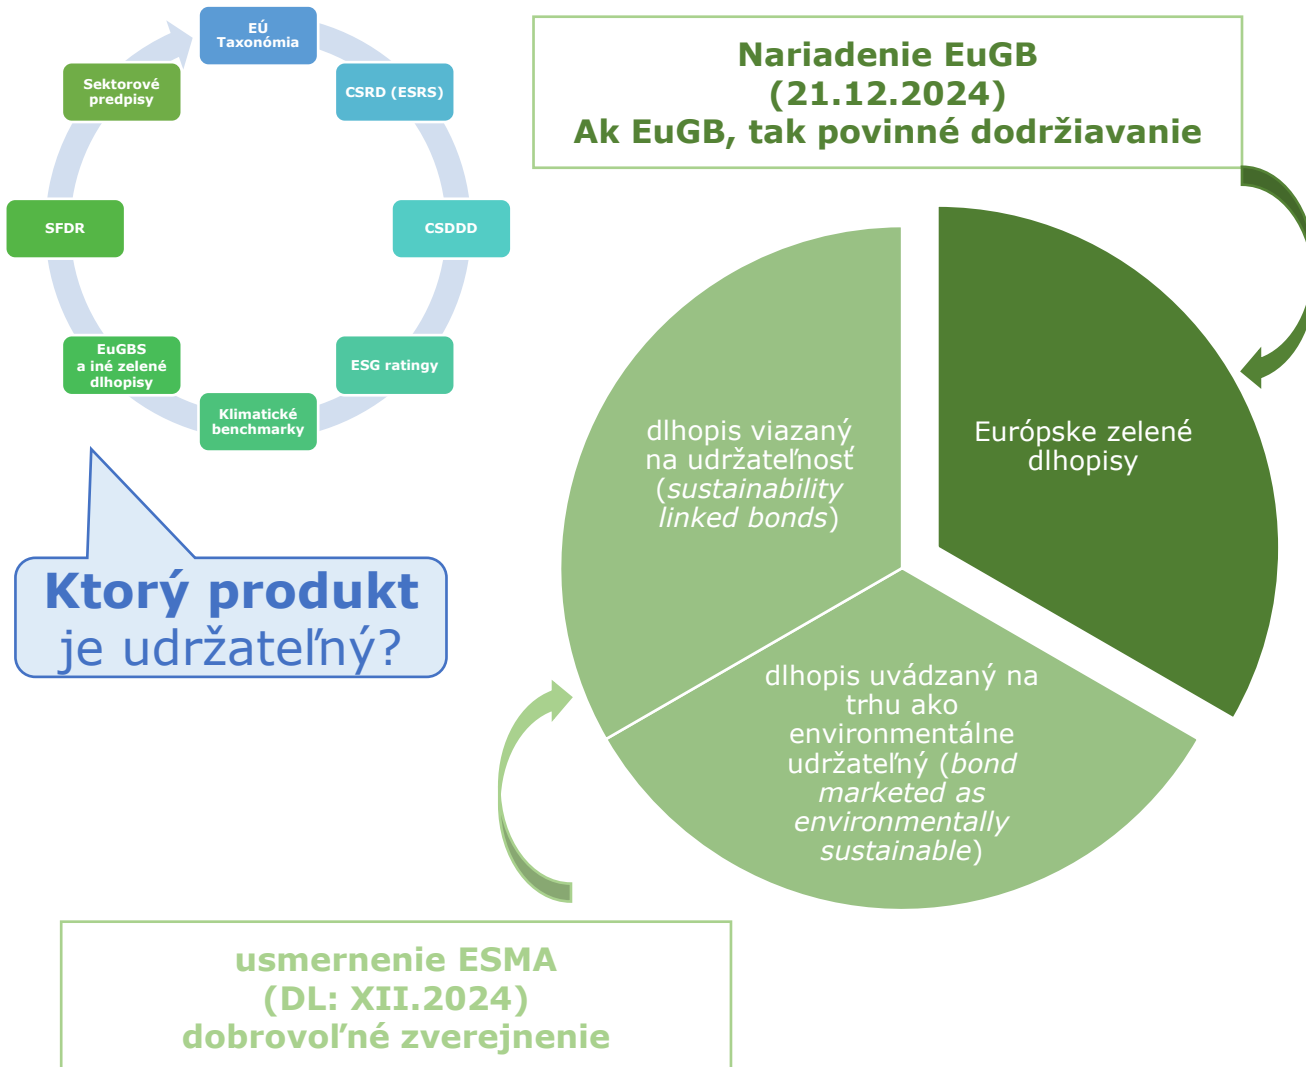 EÚ
Taxonómia
CSRD (ESRS)
CSDDD
ESG ratingy
Klimatické
benchmarky
EuGBS
a iné zelené
dlhopisy
SFDR
Sektorové
predpisy
Ktorý produkt
je udržateľný?
Nariadenie EuGB
(21.12.2024)
Ak EuGB, tak povinné dodržiavanie
Európske zelené
dlhopisy
dlhopis uvádzaný na
trhu ako
environmentálne
udržateľný (bond
marketed as
environmentally
sustainable)
dlhopis viazaný
na udržateľnosť
(sustainability
linked bonds)
usmernenie ESMA
(DL: XII.2024)
dobrovoľné zverejnenie